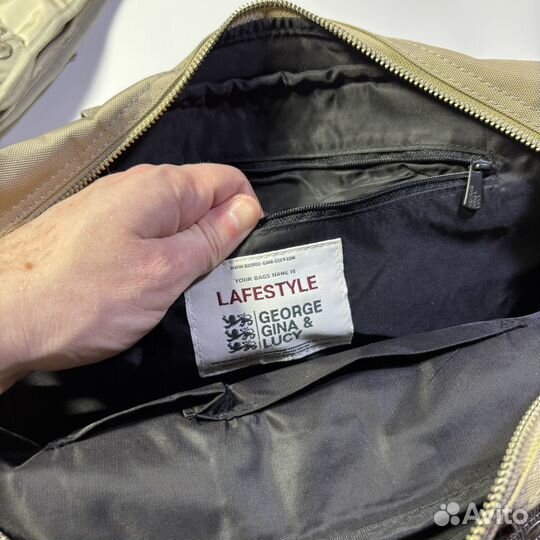 WWW.GEORGE-GINA-LUCY.COM
YOUR BAGS NAME IS
LAFESTYLE
GEORGE
GINA &
LUCY
Avito